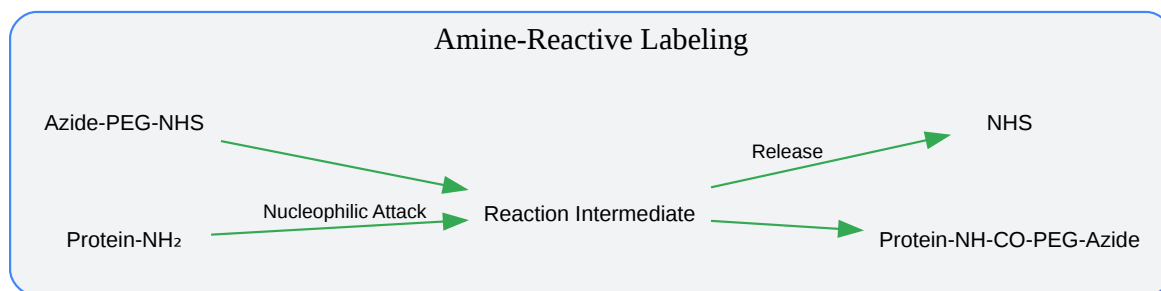 Amine-Reactive Labeling
Azide-PEG-NHS
NHS
Release
Nucleophilic Attack
Reaction Intermediate
Protein-NH₂
Protein-NH-CO-PEG-Azide